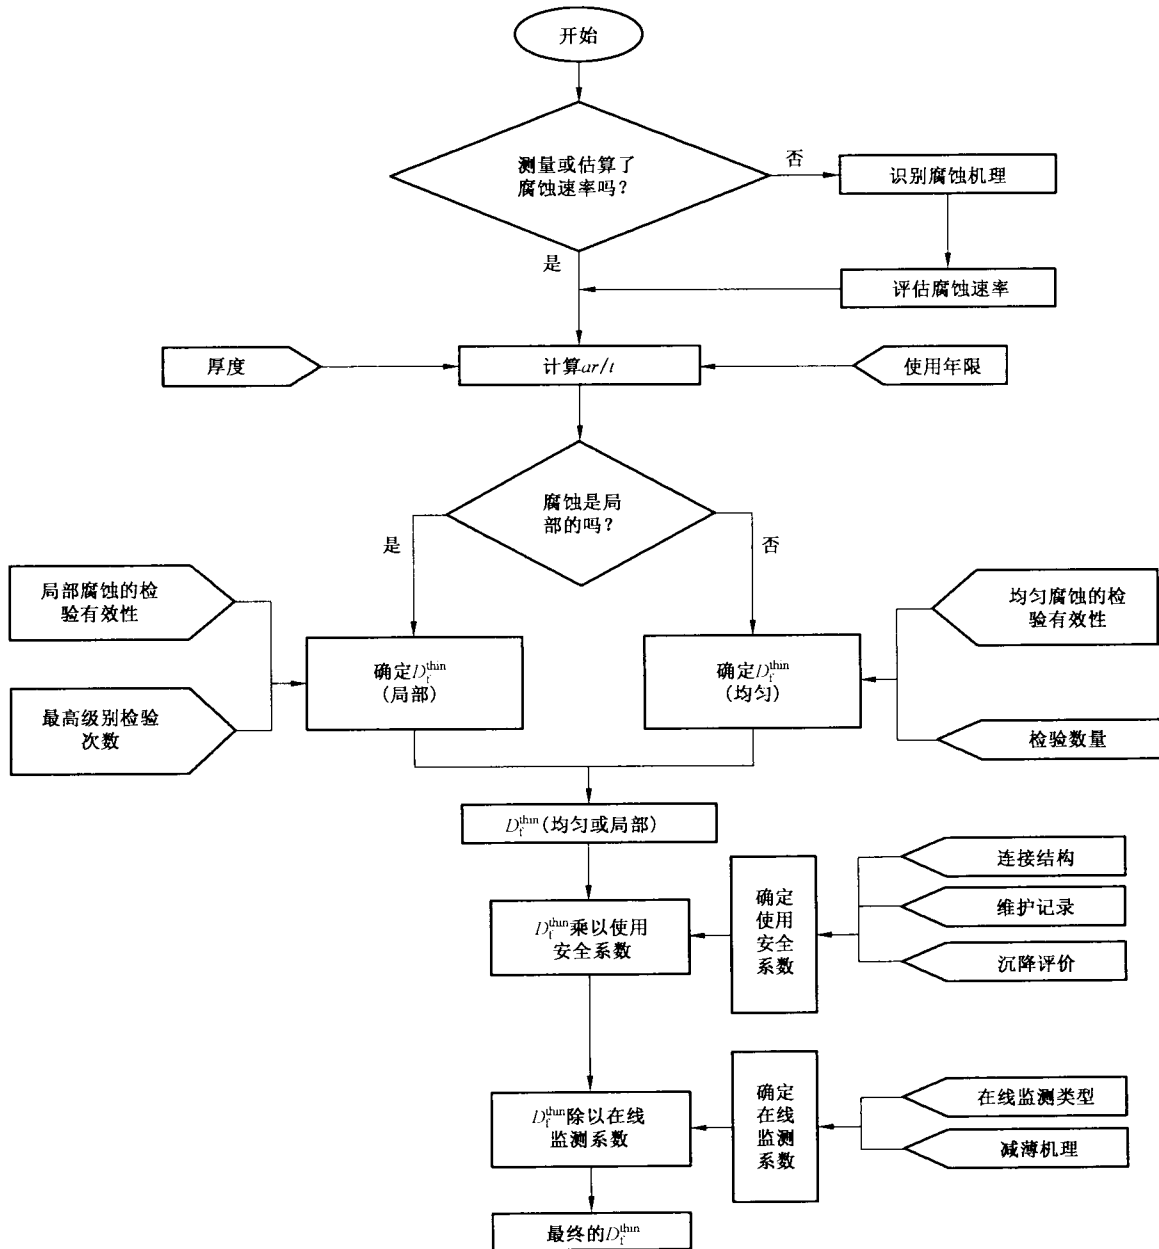 开始
测量或估算了
腐蚀速率吗？
否
识别腐蚀机理
是
评估腐蚀速率
厚度
计算ar/t
使用年限
腐蚀是局
部的吗？
是
否
局部腐蚀的检
验有效性
均匀腐蚀的检
验有效性
确定D_f^thin
（局部）
确定D_f^thin
（均匀）
最高级别检验
次数
检验数量
D_f^thin（均匀或局部）
连接结构
确定
使用
安全
系数
维护记录
D_f^thin乘以使用
安全系数
沉降评价
确定
在线
监测
系数
在线监测类型
D_f^thin除以在线
监测系数
减薄机理
最终的D_f^thin